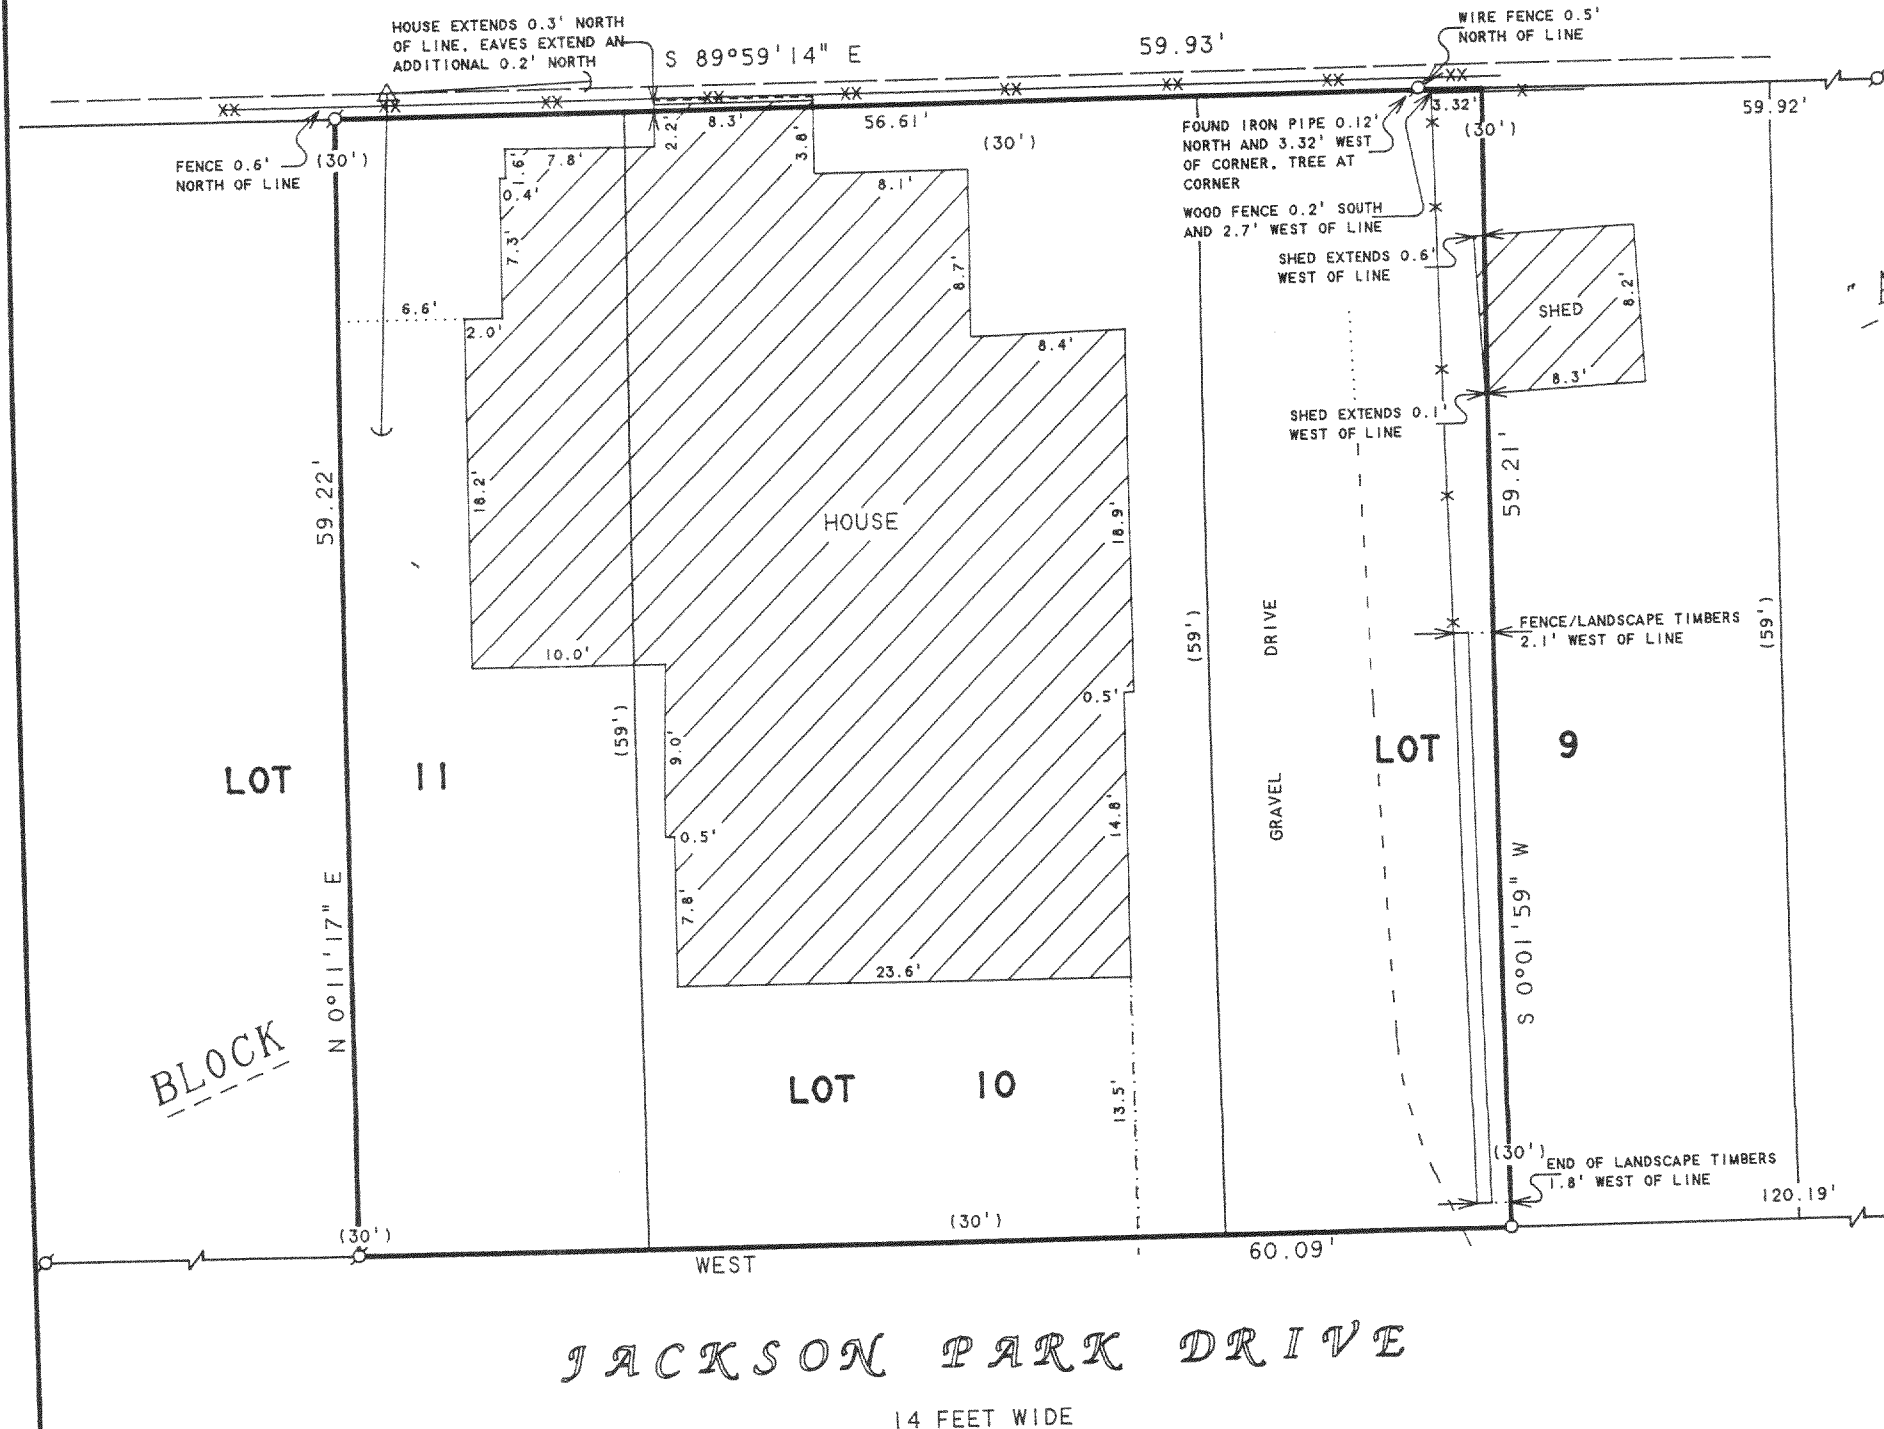 HOUSE EXTENDS 0.3' NORTH
OF LINE. EAVES EXTEND AN
ADDITIONAL 0.2' NORTH
S 89°59'14" E
59.93'
WIRE FENCE 0.5'
NORTH OF LINE
FENCE 0.6'
NORTH OF LINE
(30')
2.2'
8.3'
3.8'
56.61'
(30')
FOUND IRON PIPE 0.12'
NORTH AND 3.32' WEST
OF CORNER. TREE AT
CORNER
3.32'
(30')
59.92'
1.6'
7.8'
0.4'
7.3'
8.1'
8.7'
WOOD FENCE 0.2' SOUTH
AND 2.7' WEST OF LINE
SHED EXTENDS 0.6'
WEST OF LINE
SHED
8.2'
8.3'
6.6'
2.0'
8.4'
SHED EXTENDS 0.1'
WEST OF LINE
59.22'
18.2'
HOUSE
18.9'
59.21'
10.0'
(59')
DRIVE
FENCE/LANDSCAPE TIMBERS
2.1' WEST OF LINE
(59')
(59')
9.0'
0.5'
LOT 11
LOT 9
GRAVEL
14.8'
0.5'
7.8'
23.6'
N 0°11'17" E
S 0°01'59" W
BLOCK
LOT 10
13.5'
(30')
END OF LANDSCAPE TIMBERS
1.8' WEST OF LINE
120.19'
(30')
(30')
WEST
60.09'
JACKSON PARK DRIVE
14 FEET WIDE